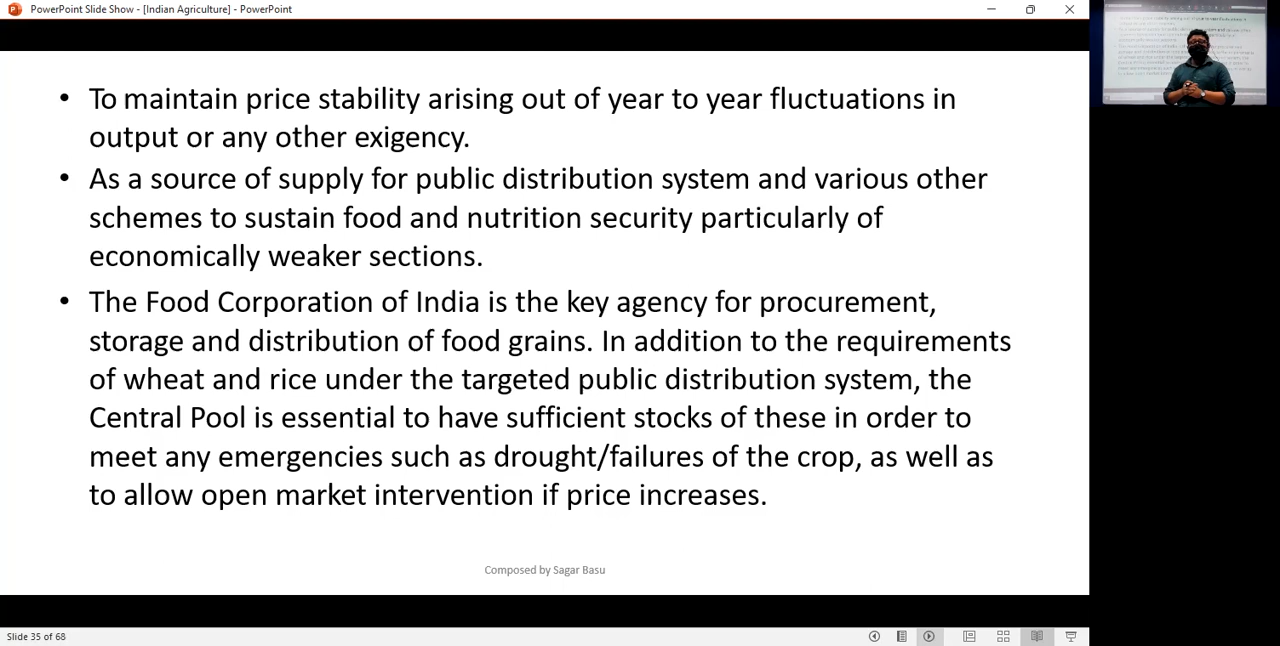 PowerPoint Slide Show - [Indian Agriculture] - PowerPoint
• To maintain price stability arising out of year to year fluctuations in
output or any other exigency.
• As a source of supply for public distribution system and various other
schemes to sustain food and nutrition security particularly of
economically weaker sections.
• The Food Corporation of India is the key agency for procurement,
storage and distribution of food grains. In addition to the requirements
of wheat and rice under the targeted public distribution system, the
Central Pool is essential to have sufficient stocks of these in order to
meet any emergencies such as drought/failures of the crop, as well as
to allow open market intervention if price increases.
Composed by Sagar Basu
Slide 35 of 68